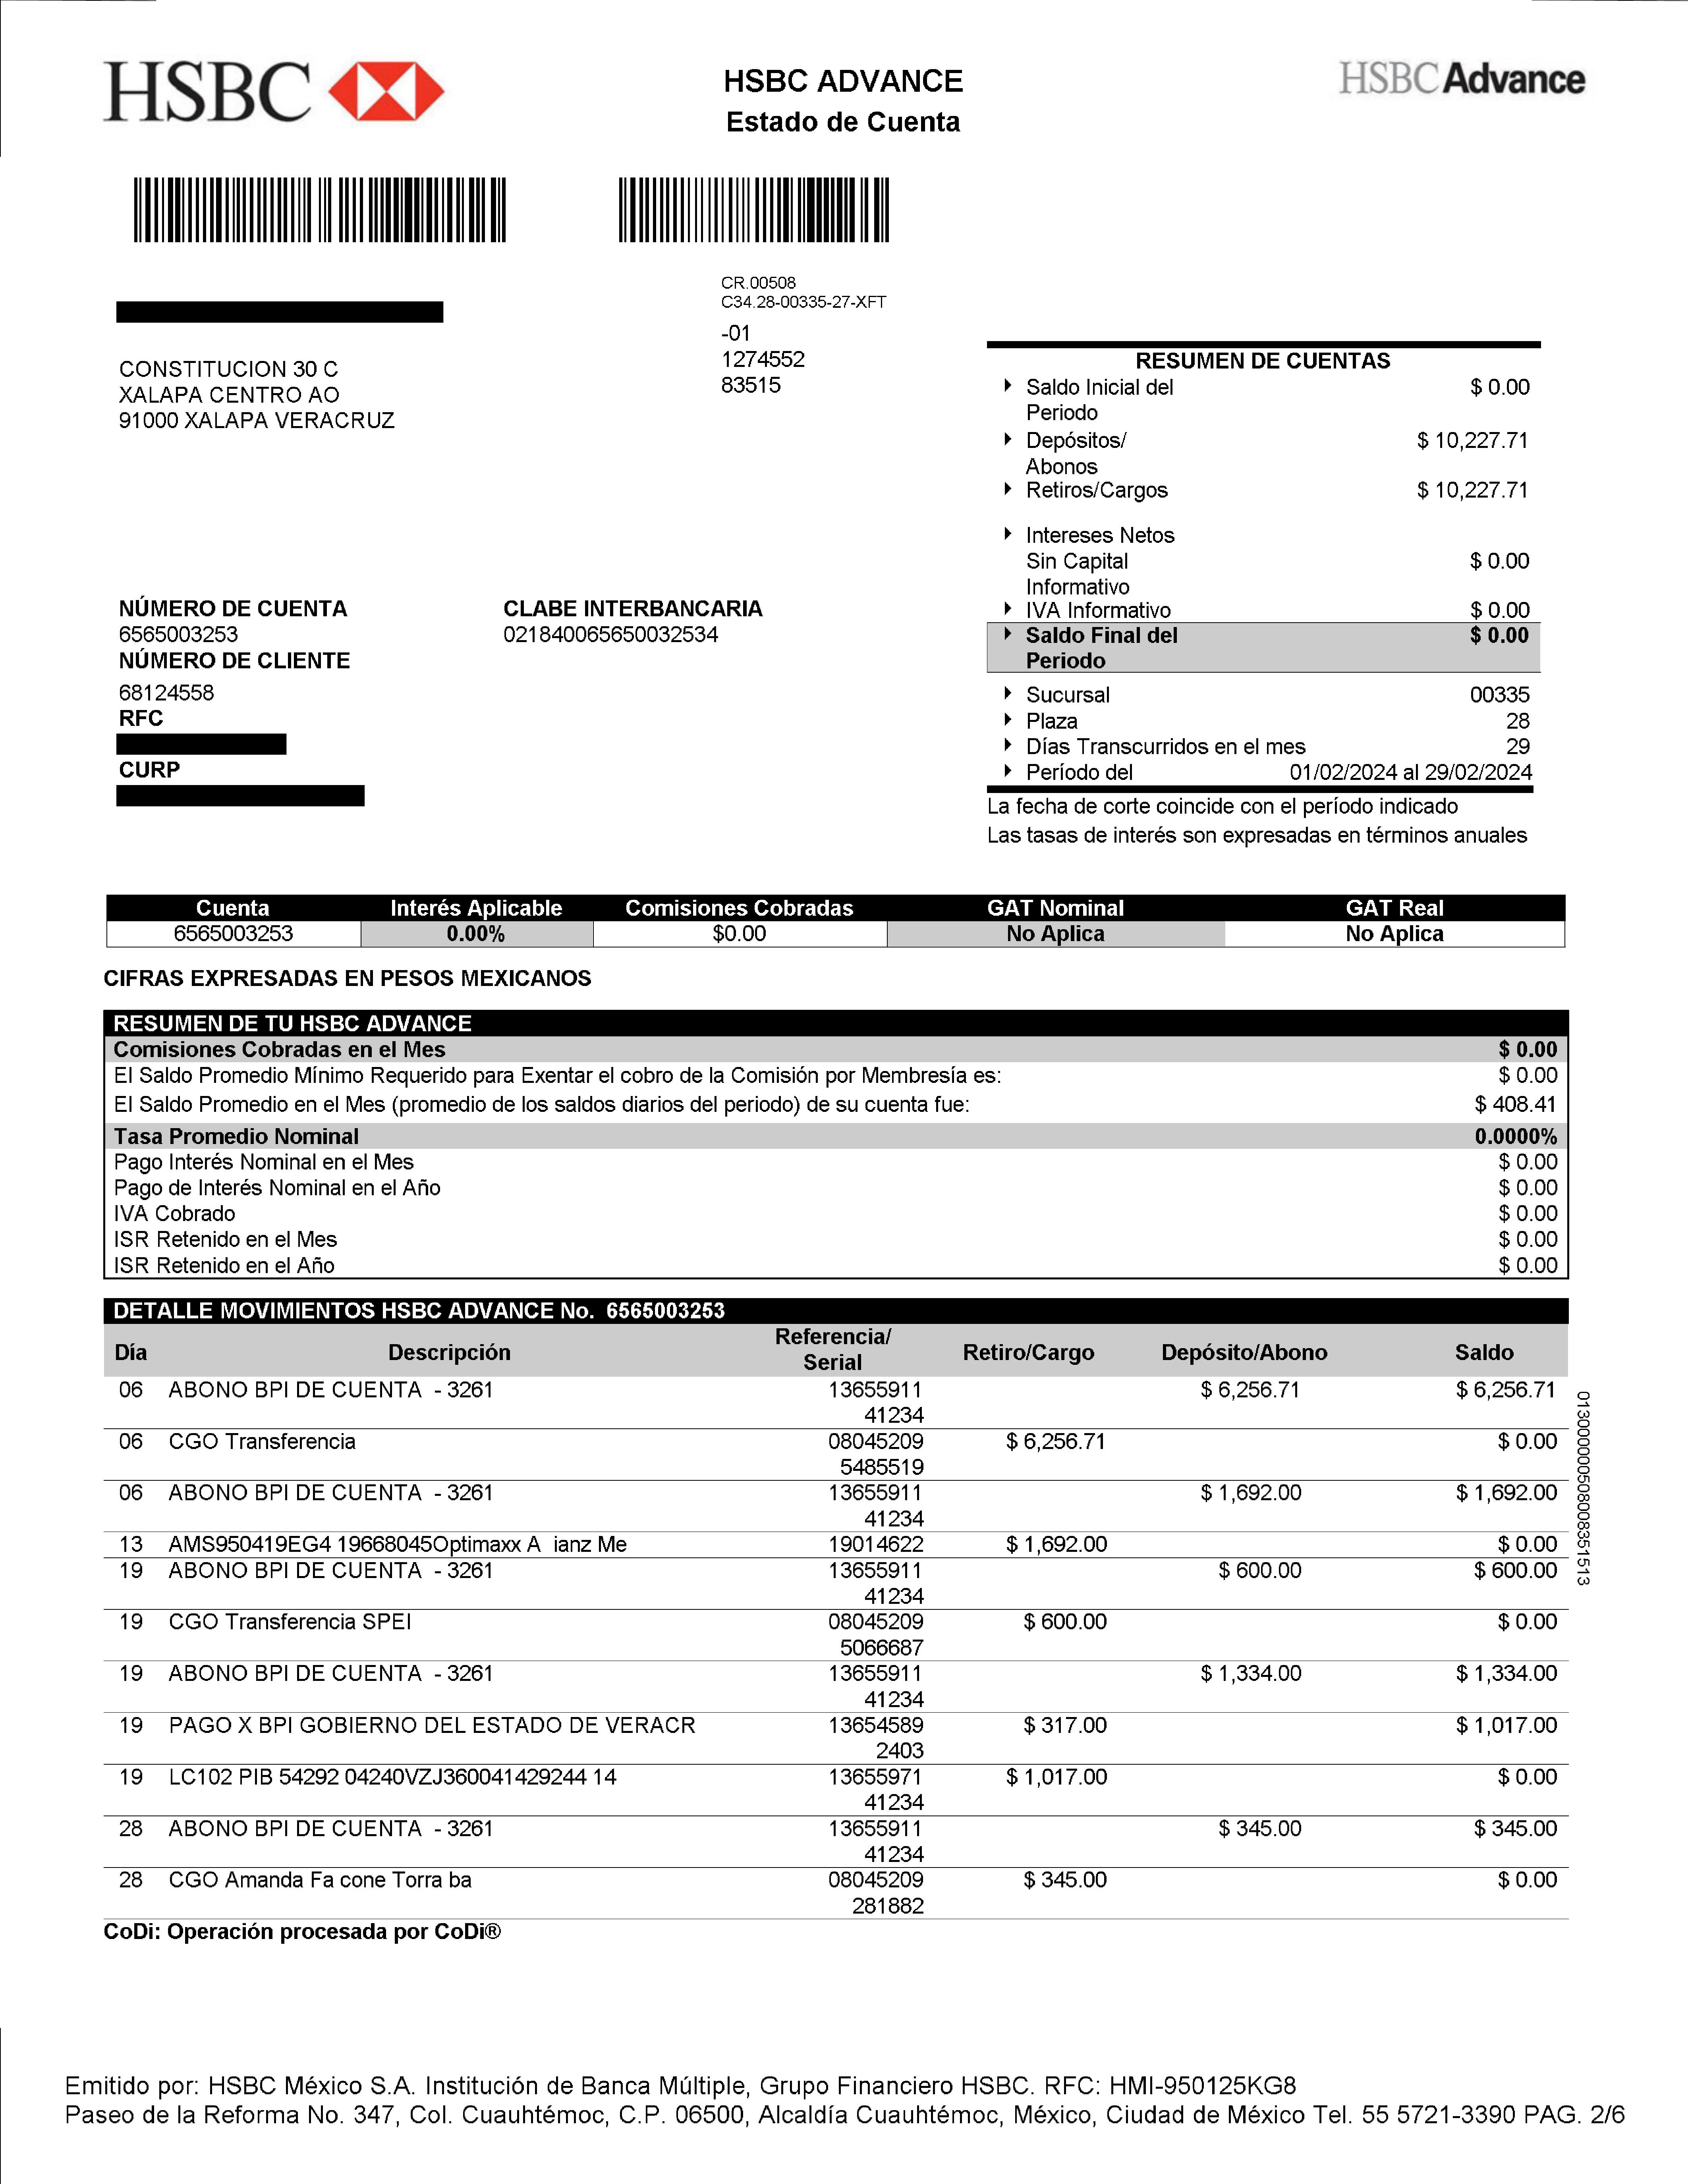 HSBC
HSBC ADVANCE
Estado de Cuenta
HSBC Advance
CR.00508
C34.28-00335-27-XFT
-01
1274552
83515
CONSTITUCION 30 C
XALAPA CENTRO AO
91000 XALAPA VERACRUZ
RESUMEN DE CUENTAS
Saldo Inicial del Periodo $ 0.00
Depósitos/ Abonos $ 10,227.71
Retiros/Cargos $ 10,227.71
Intereses Netos
Sin Capital $ 0.00
Informativo
IVA Informativo $ 0.00
Saldo Final del Periodo $ 0.00
Sucursal 00335
Plaza 28
Días Transcurridos en el mes 29
Período del 01/02/2024 al 29/02/2024
La fecha de corte coincide con el período indicado
Las tasas de interés son expresadas en términos anuales
NÚMERO DE CUENTA
6565003253
NÚMERO DE CLIENTE
68124558
RFC
CURP
CLABE INTERBANCARIA
021840065650032534
Cuenta Interés Aplicable Comisiones Cobradas GAT Nominal GAT Real
6565003253 0.00% $0.00 No Aplica No Aplica
CIFRAS EXPRESADAS EN PESOS MEXICANOS
RESUMEN DE TU HSBC ADVANCE
Comisiones Cobradas en el Mes $ 0.00
El Saldo Promedio Mínimo Requerido para Exentar el cobro de la Comisión por Membresía es: $ 0.00
El Saldo Promedio en el Mes (promedio de los saldos diarios del periodo) de su cuenta fue: $ 408.41
Tasa Promedio Nominal 0.0000%
Pago Interés Nominal en el Mes $ 0.00
Pago de Interés Nominal en el Año $ 0.00
IVA Cobrado $ 0.00
ISR Retenido en el Mes $ 0.00
ISR Retenido en el Año $ 0.00
DETALLE MOVIMIENTOS HSBC ADVANCE No. 6565003253
Día Descripción Referencia/ Serial Retiro/Cargo Depósito/Abono Saldo
06 ABONO BPI DE CUENTA - 3261 13655911 $ 6,256.71 $ 6,256.71
41234
06 CGO Transferencia 08045209 $ 6,256.71 $ 0.00
5485519
06 ABONO BPI DE CUENTA - 3261 13655911 $ 1,692.00 $ 1,692.00
41234
13 AMS950419EG4 19668045Optimaxx A ianz Me 19014622 $ 1,692.00 $ 0.00
19 ABONO BPI DE CUENTA - 3261 13655911 $ 600.00 $ 600.00
41234
19 CGO Transferencia SPEI 08045209 $ 600.00 $ 0.00
5066687
19 ABONO BPI DE CUENTA - 3261 13655911 $ 1,334.00 $ 1,334.00
41234
19 PAGO X BPI GOBIERNO DEL ESTADO DE VERACR 13654589 $ 317.00 $ 1,017.00
2403
19 LC102 PIB 54292 04240VZJ360041429244 14 13655971 $ 1,017.00 $ 0.00
41234
28 ABONO BPI DE CUENTA - 3261 13655911 $ 345.00 $ 345.00
41234
28 CGO Amanda Fa cone Torra ba 08045209 $ 345.00 $ 0.00
281882
CoDi: Operación procesada por CoDi®
013000000508008351513
Emitido por: HSBC México S.A. Institución de Banca Múltiple, Grupo Financiero HSBC. RFC: HMI-950125KG8
Paseo de la Reforma No. 347, Col. Cuauhtémoc, C.P. 06500, Alcaldía Cuauhtémoc, México, Ciudad de México Tel. 55 5721-3390 PAG. 2/6